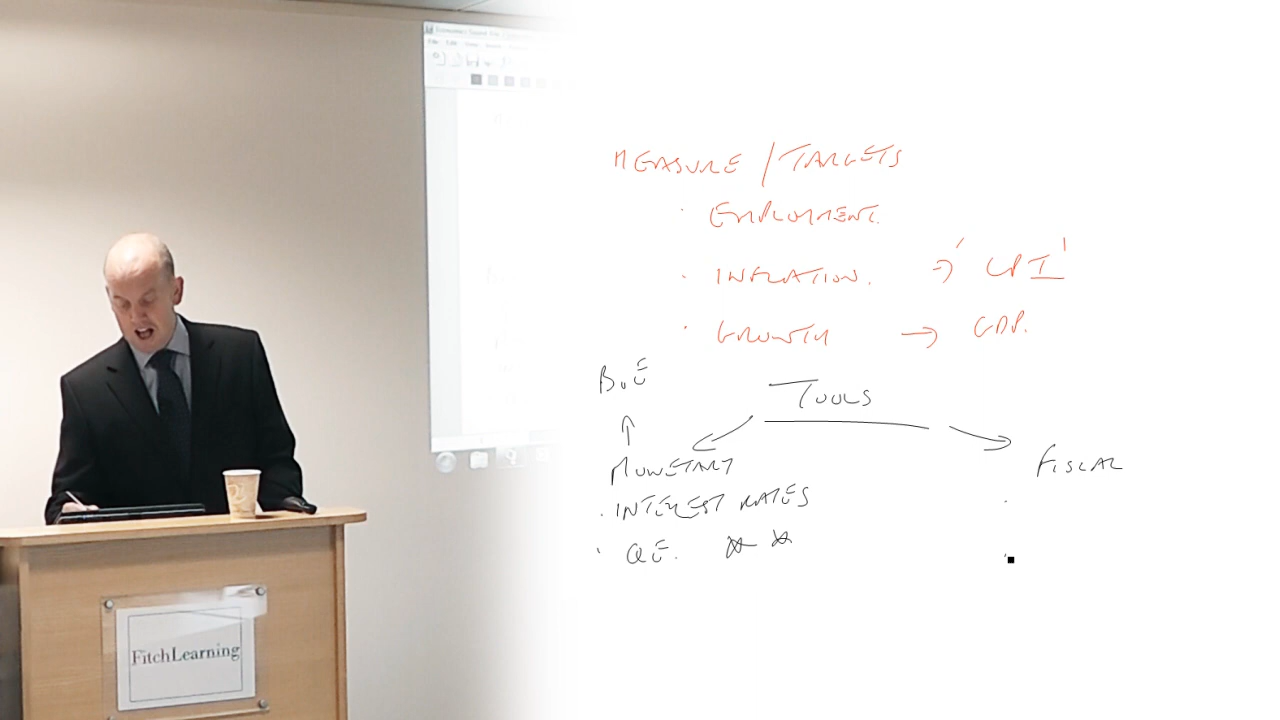 MEASURE / TARGETS
· EMPLOYMENT.
· INFLATION. → 'CPI'
· GROWTH → GDP.
BoE
TOOLS
MONETARY
FISCAL
· INTEREST RATES
· QE.
FitchLearning